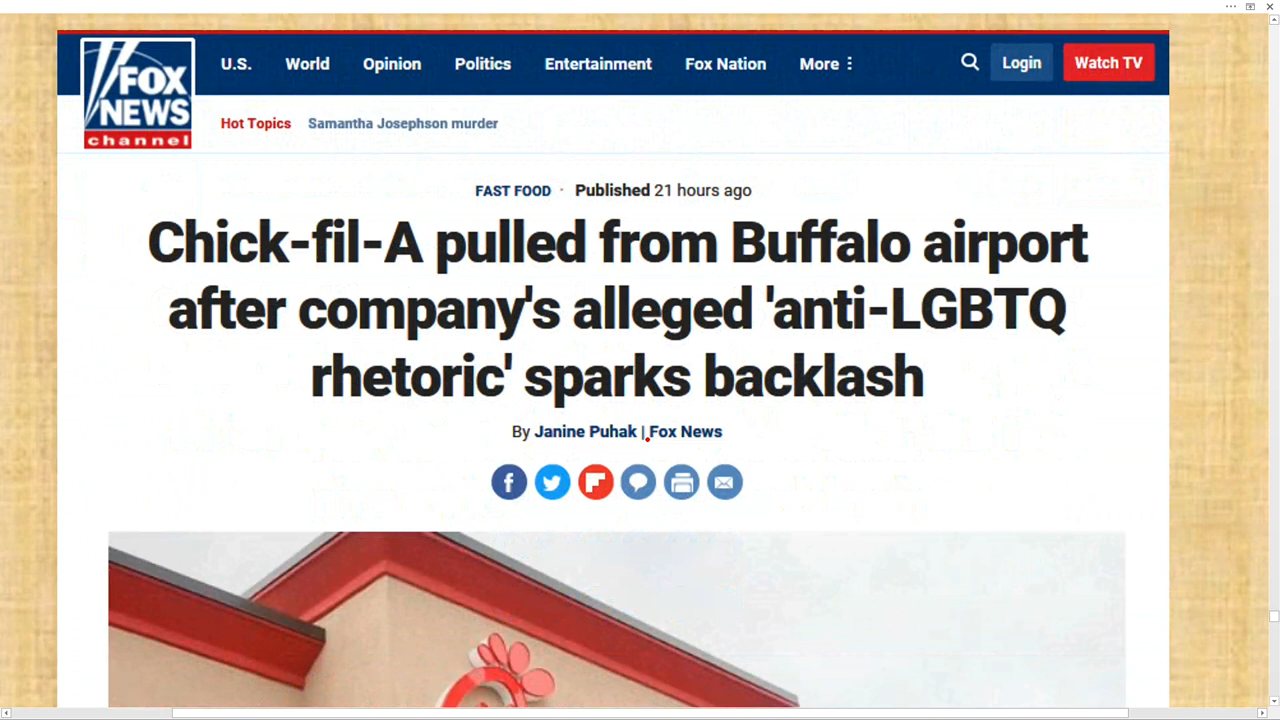 U.S. World Opinion Politics Entertainment Fox Nation More Login Watch TV
FOX
NEWS
channel
Hot Topics Samantha Josephson murder
FAST FOOD · Published 21 hours ago
Chick-fil-A pulled from Buffalo airport
after company's alleged 'anti-LGBTQ
rhetoric' sparks backlash
By Janine Puhak | Fox News